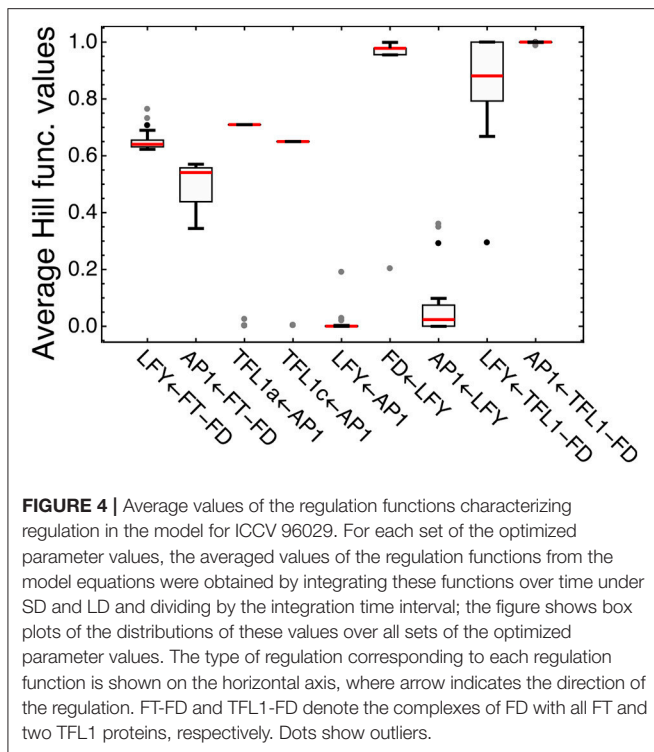 Average Hill func. values
1.0
0.8
0.6
0.4
0.2
0.0
LFY←FT-FD
AP1←FT-FD
TFL1a←AP1
TFL1c←AP1
LFY←AP1
FD←LFY
AP1←LFY
LFY←TFL1-FD
AP1←TFL1-FD
FIGURE 4 | Average values of the regulation functions characterizing
regulation in the model for ICCV 96029. For each set of the optimized
parameter values, the averaged values of the regulation functions from the
model equations were obtained by integrating these functions over time under
SD and LD and dividing by the integration time interval; the figure shows box
plots of the distributions of these values over all sets of the optimized
parameter values. The type of regulation corresponding to each regulation
function is shown on the horizontal axis, where arrow indicates the direction of
the regulation. FT-FD and TFL1-FD denote the complexes of FD with all FT and
two TFL1 proteins, respectively. Dots show outliers.